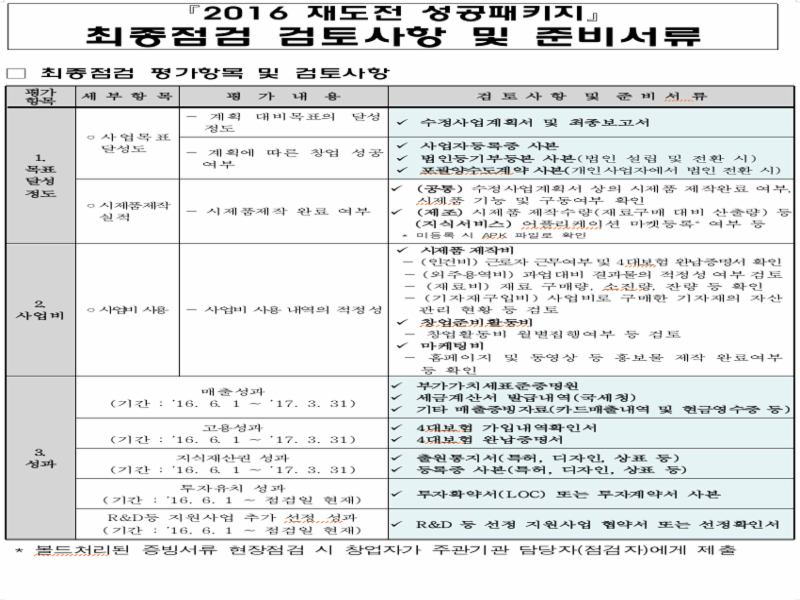 『2016 재도전 성공패키지』
최종점검 검토사항 및 준비서류
□ 최종점검 평가항목 및 검토사항
평가
항목
세 부 항 목
평 가 내 용
검 토 사 항 및 준 비 서 류
1.
목표
달성
정도
○ 사 업 목 표
달성도
– 계획 대비목표의 달성
정도
✓ 수정사업계획서 및 최종보고서
– 계획에 따른 창업 성공
여부
✓ 사업자등록증 사본
✓ 법인등기부등본 사본(법인 설립 및 전환 시)
✓ 포괄양수도계약 사본(개인사업자에서 법인 전환 시)
○ 시제품제작
실적
– 시제품제작 완료 여부
✓ (공통) 수정사업계획서 상의 시제품 제작완료 여부,
시제품 기능 및 구동여부 확인
✓ (제조) 시제품 제작수량(재료구매 대비 산출량) 등
(지식서비스) 어플리케이션 마켓등록* 여부 등
* 미등록 시 APK 파일로 확인
2.
사업비
○ 사업비 사용
– 사업비 사용 내역의 적정성
✓ 시제품 제작비
– (인건비) 근로자 근무여부 및 4대보험 완납증명서 확인
– (외주용역비) 과업대비 결과물의 적정성 여부 검토
– (재료비) 재료 구매량, 소진량, 잔량 등 확인
– (기자재구입비) 사업비로 구매한 기자재의 자산
관리 현황 등 검토
✓ 창업준비활동비
– 창업활동비 월별집행여부 등 검토
✓ 마케팅비
– 홈페이지 및 동영상 등 홍보물 제작 완료여부
등 확인
3.
성과
매출성과
(기간 : '16. 6. 1 ~ '17. 3. 31)
✓ 부가가치세표준증명원
✓ 세금계산서 발급내역(국세청)
✓ 기타 매출증빙자료(카드매출내역 및 현금영수증 등)
고용성과
(기간 : '16. 6. 1 ~ '17. 3. 31)
✓ 4대보험 가입내역확인서
✓ 4대보험 완납증명서
지식재산권 성과
(기간 : '16. 6. 1 ~ '17. 3. 31)
✓ 출원통지서(특허, 디자인, 상표 등)
✓ 등록증 사본(특허, 디자인, 상표 등)
투자유치 성과
(기간 : '16. 6. 1 ~ 점검일 현재)
✓ 투자확약서(LOC) 또는 투자계약서 사본
R&D등 지원사업 추가 선정 성과
(기간 : '16. 6. 1 ~ 점검일 현재)
✓ R&D 등 선정 지원사업 협약서 또는 선정확인서
* 몰드처리된 증빙서류 현장점검 시 창업자가 주관기관 담당자(점검자)에게 제출